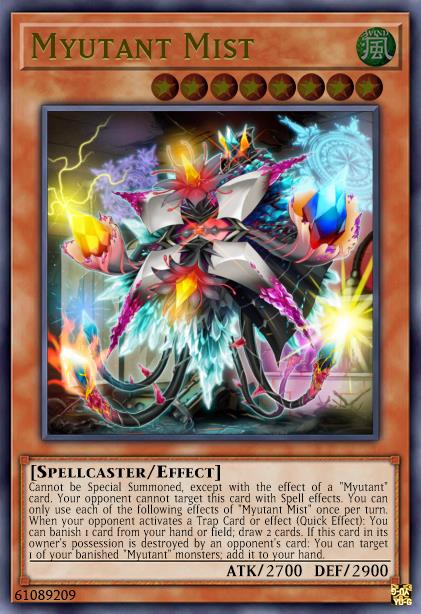 MYUTANT MIST
WIND
風
[SPELLCASTER/EFFECT]
Cannot be Special Summoned, except with the effect of a "Myutant"
card. Your opponent cannot target this card with Spell effects. You can
only use each of the following effects of "Myutant Mist" once per turn.
When your opponent activates a Trap Card or effect (Quick Effect): You
can banish 1 card from your hand or field; draw 2 cards. If this card in its
owner's possession is destroyed by an opponent's card: You can target
1 of your banished "Myutant" monsters; add it to your hand.
ATK/2700 DEF/2900
61089209